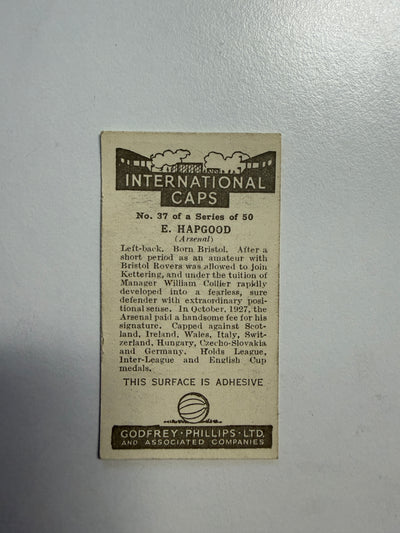 INTERNATIONAL
CAPS
No. 37 of a Series of 50
E. HAPGOOD
(Arsenal)
Left-back. Born Bristol. After a
short period as an amateur with
Bristol Rovers was allowed to join
Kettering, and under the tuition of
Manager William Collier rapidly
developed into a fearless, sure
defender with extraordinary posi-
tional sense. In October, 1927, the
Arsenal paid a handsome fee for his
signature. Capped against Scot-
land, Ireland, Wales, Italy, Swit-
zerland, Hungary, Czecho-Slovakia
and Germany. Holds League,
Inter-League and English Cup
medals.
THIS SURFACE IS ADHESIVE
GODFREY·PHILLIPS·LTD.
AND ASSOCIATED COMPANIES